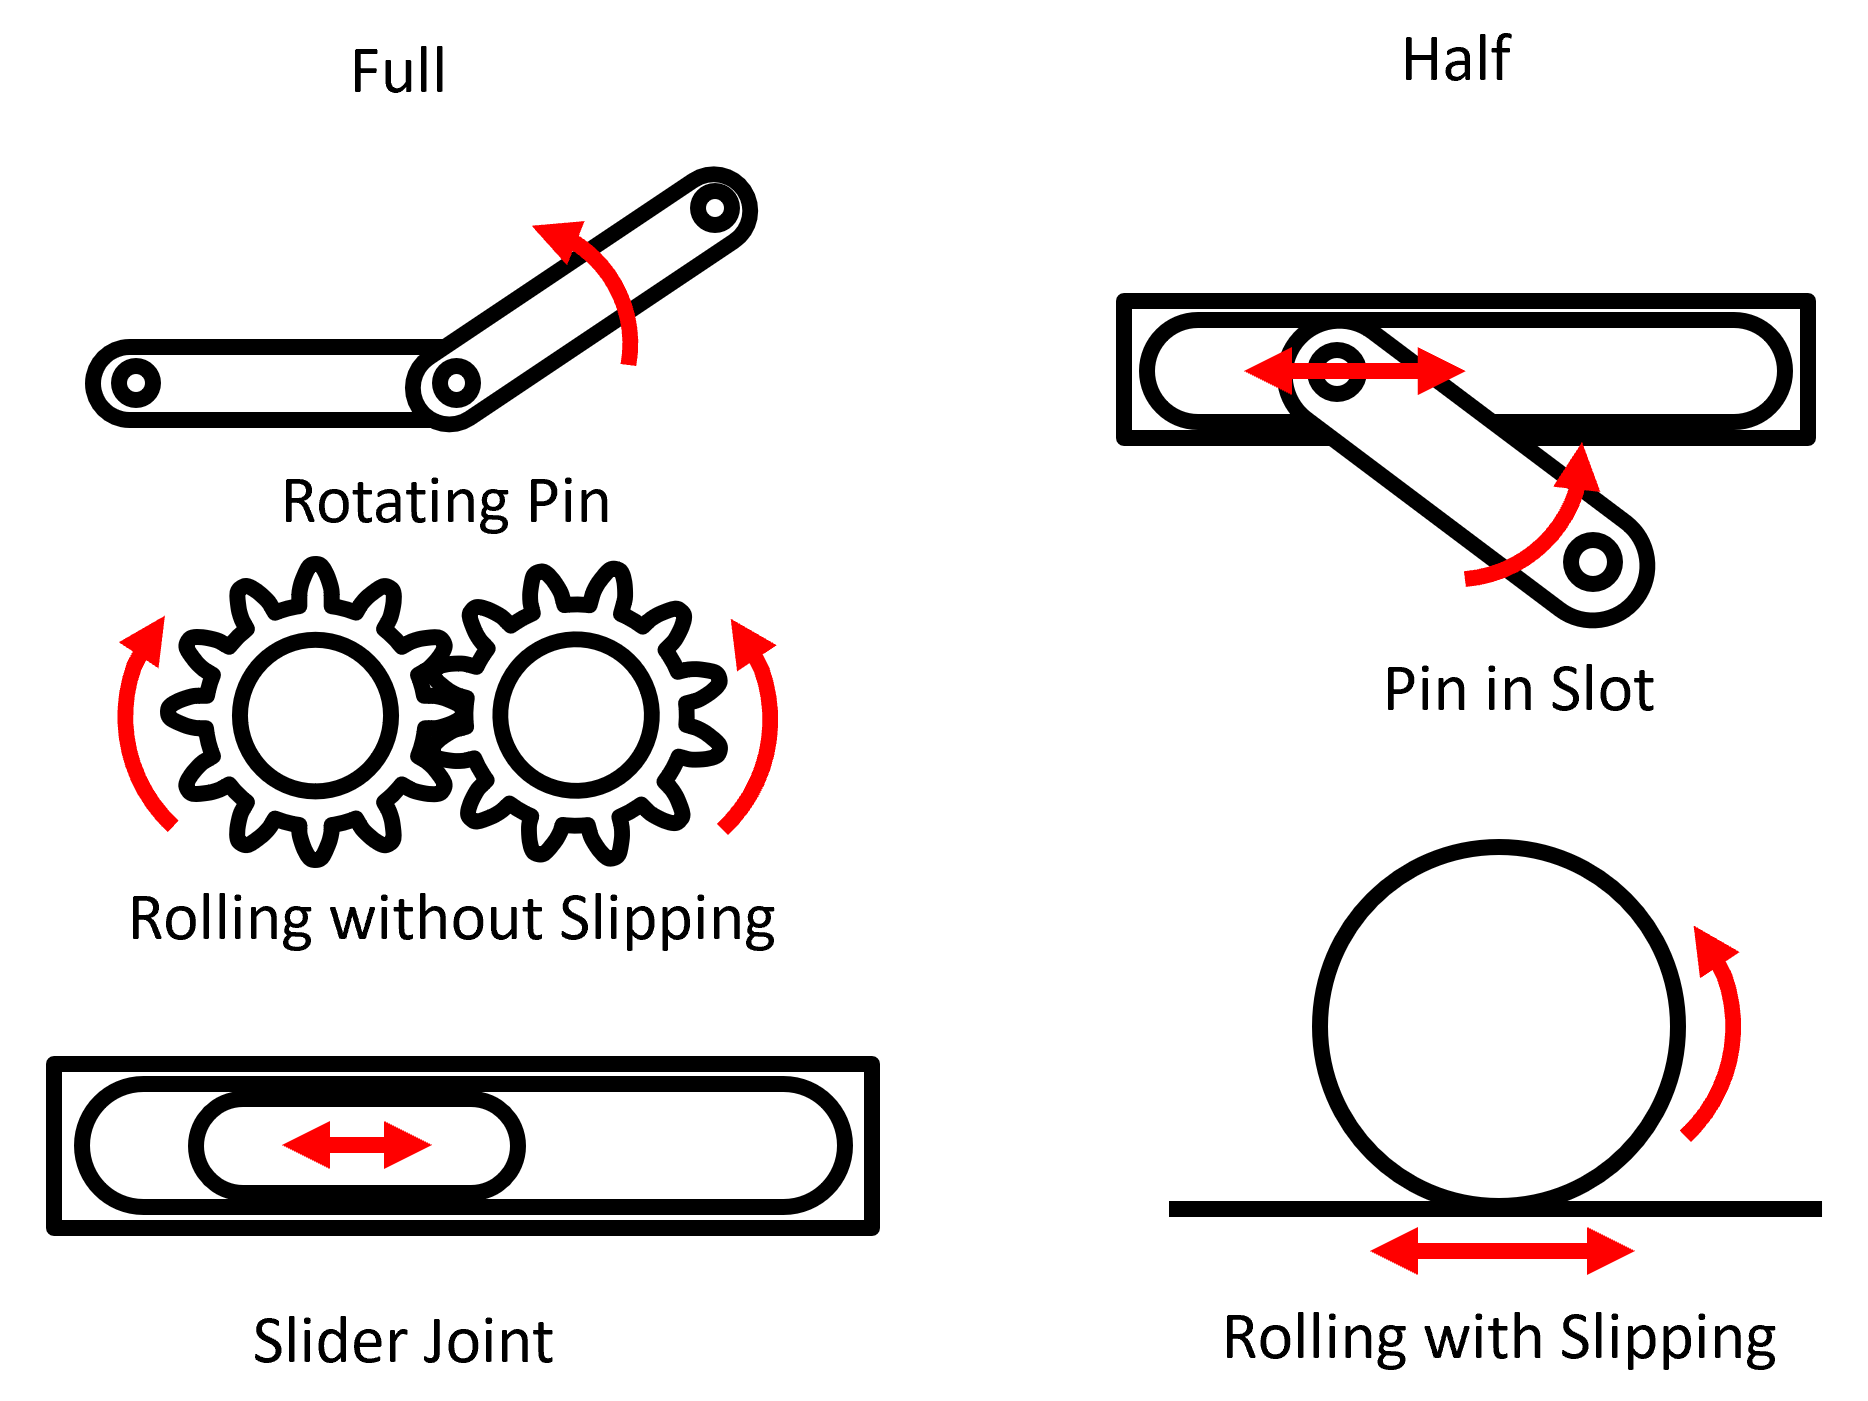 Full
Half
Rotating Pin
Pin in Slot
Rolling without Slipping
Slider Joint
Rolling with Slipping